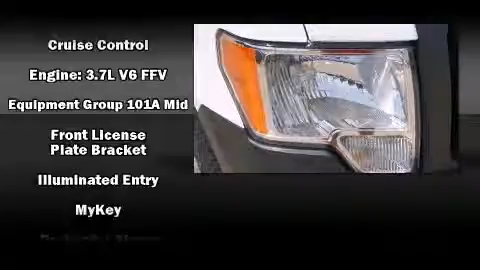 Cruise Control
Engine: 3.7L V6 FFV
Equipment Group 101A Mid
Front License
Plate Bracket
Illuminated Entry
MyKey